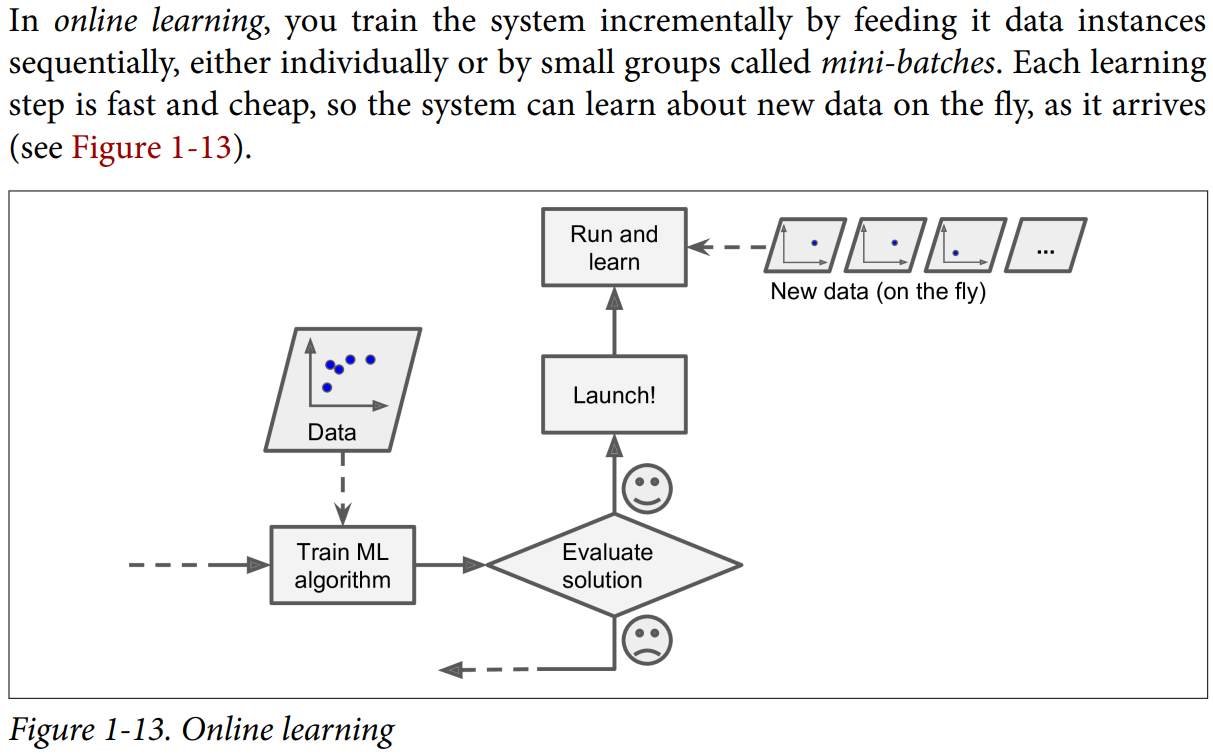 In online learning, you train the system incrementally by feeding it data instances
sequentially, either individually or by small groups called mini-batches. Each learning
step is fast and cheap, so the system can learn about new data on the fly, as it arrives
(see Figure 1-13).
Run and
learn
...
New data (on the fly)
Launch!
Data
Train ML
algorithm
Evaluate
solution
Figure 1-13. Online learning